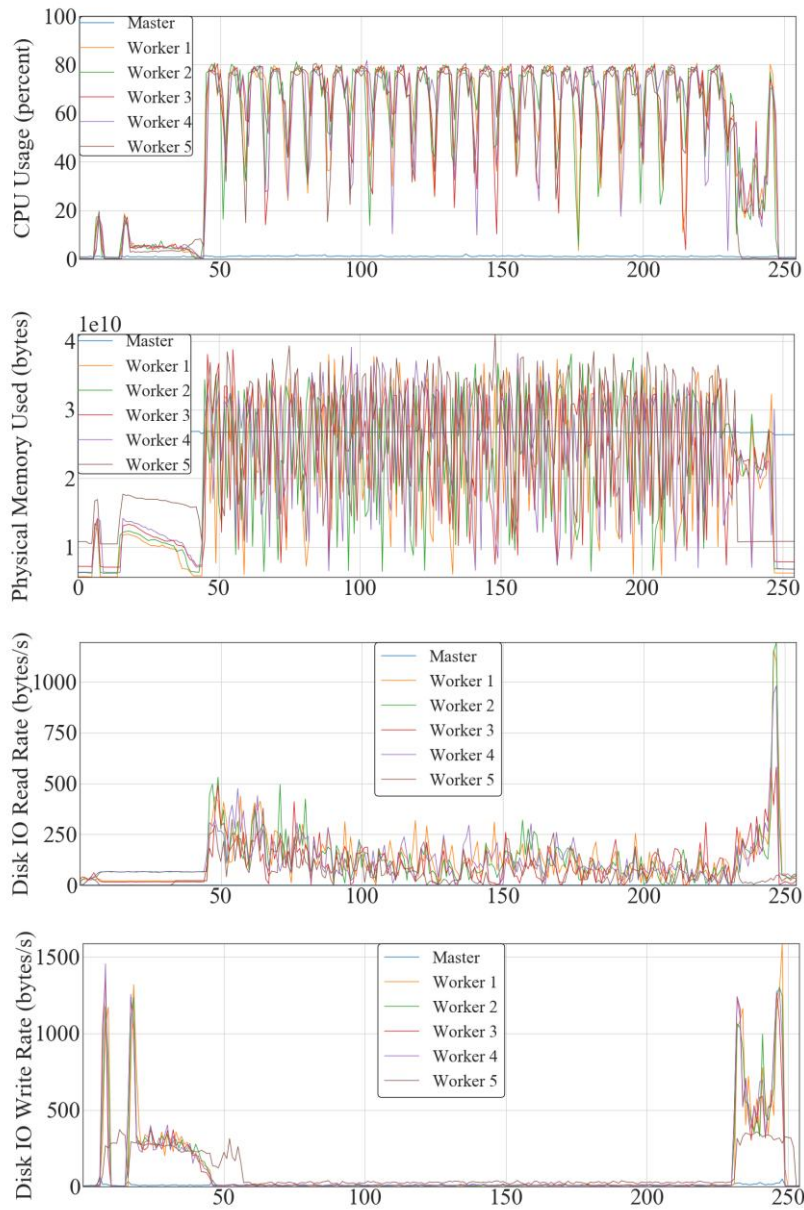 CPU Usage (percent)
100
80
60
40
20
0
Master
Worker 1
Worker 2
Worker 3
Worker 4
Worker 5
50
100
150
200
250
Physical Memory Used (bytes)
1e10
4
3
2
1
Master
Worker 1
Worker 2
Worker 3
Worker 4
Worker 5
0
50
100
150
200
250
Disk IO Read Rate (bytes/s)
1000
750
500
250
0
Master
Worker 1
Worker 2
Worker 3
Worker 4
Worker 5
50
100
150
200
250
Disk IO Write Rate (bytes/s)
1500
1000
500
0
Master
Worker 1
Worker 2
Worker 3
Worker 4
Worker 5
50
100
150
200
250